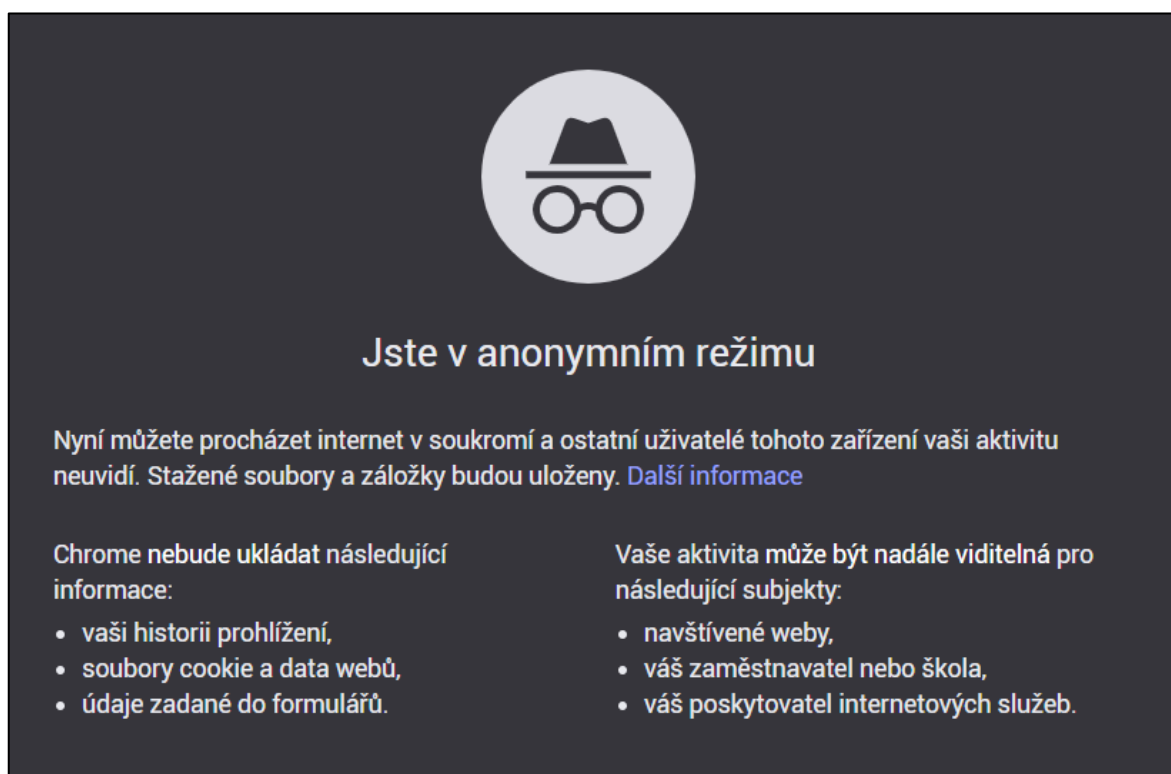 Jste v anonymním režimu
Nyní můžete procházet internet v soukromí a ostatní uživatelé tohoto zařízení vaši aktivitu
neuvidí. Stažené soubory a záložky budou uloženy. Další informace
Chrome nebude ukládat následující
informace:
• vaši historii prohlížení,
• soubory cookie a data webů,
• údaje zadané do formulářů.
Vaše aktivita může být nadále viditelná pro
následující subjekty:
• navštívené weby,
• váš zaměstnavatel nebo škola,
• váš poskytovatel internetových služeb.